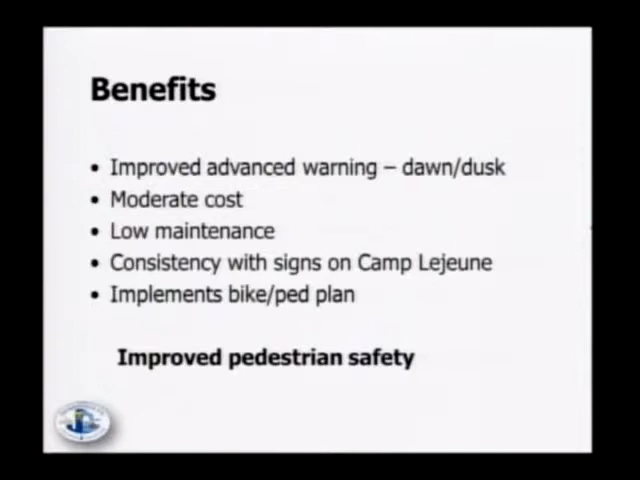 Benefits
• Improved advanced warning – dawn/dusk
• Moderate cost
• Low maintenance
• Consistency with signs on Camp Lejeune
• Implements bike/ped plan
Improved pedestrian safety